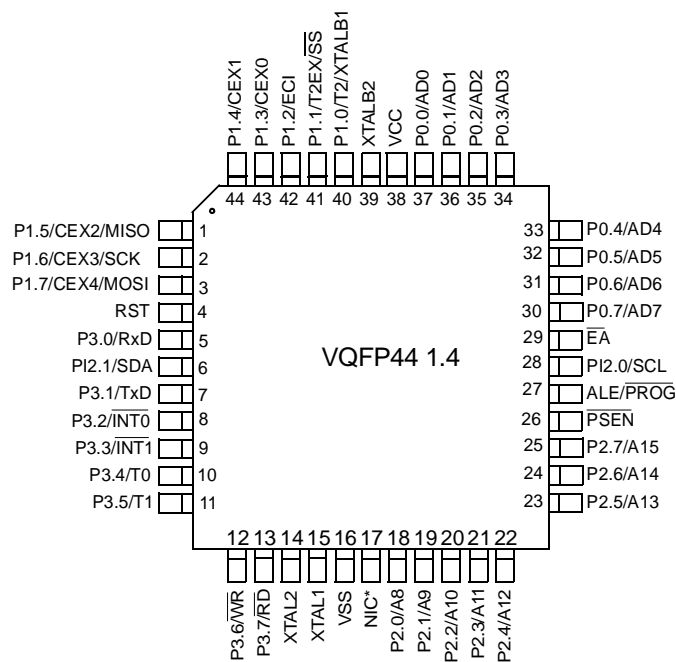 P1.4/CEX1
P1.3/CEX0
P1.2/ECI
P1.1/T2EX/S̅S̅
P1.0/T2/XTALB1
XTALB2
VCC
P0.0/AD0
P0.1/AD1
P0.2/AD2
P0.3/AD3
44 43 42 41 40 39 38 37 36 35 34
P1.5/CEX2/MISO 1
P1.6/CEX3/SCK 2
P1.7/CEX4/MOSI 3
RST 4
P3.0/RxD 5
PI2.1/SDA 6
P3.1/TxD 7
P3.2/I̅N̅T̅0̅ 8
P3.3/I̅N̅T̅1̅ 9
P3.4/T0 10
P3.5/T1 11
VQFP44 1.4
33 P0.4/AD4
32 P0.5/AD5
31 P0.6/AD6
30 P0.7/AD7
29 E̅A̅
28 PI2.0/SCL
27 ALE/P̅R̅O̅G̅
26 P̅S̅E̅N̅
25 P2.7/A15
24 P2.6/A14
23 P2.5/A13
12 13 14 15 16 17 18 19 20 21 22
P3.6/W̅R̅
P3.7/R̅D̅
XTAL2
XTAL1
VSS
NIC*
P2.0/A8
P2.1/A9
P2.2/A10
P2.3/A11
P2.4/A12